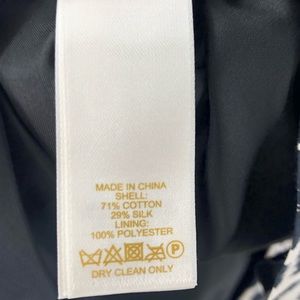 MADE IN CHINA
SHELL:
71% COTTON
29% SILK
LINING:
100% POLYESTER
P
DRY CLEAN ONLY